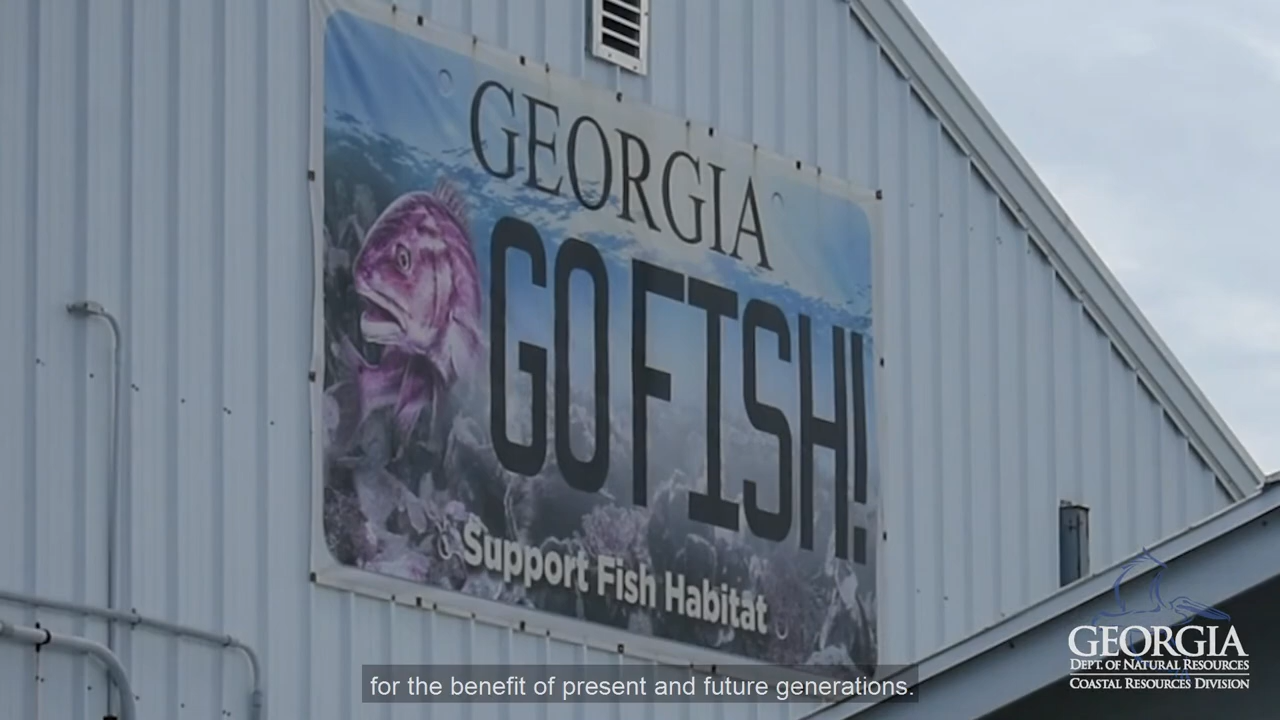 GEORGIA
GO FISH!
Support Fish Habitat
GEORGIA
DEPT. OF NATURAL RESOURCES
COASTAL RESOURCES DIVISION
for the benefit of present and future generations.